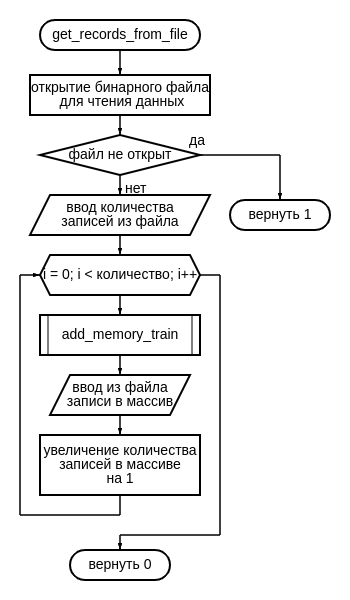 get_records_from_file
открытие бинарного файла
для чтения данных
да
файл не открыт
нет
ввод количества
записей из файла
вернуть 1
i = 0; i < количество; i++
add_memory_train
ввод из файла
записи в массив
увеличение количества
записей в массиве
на 1
вернуть 0